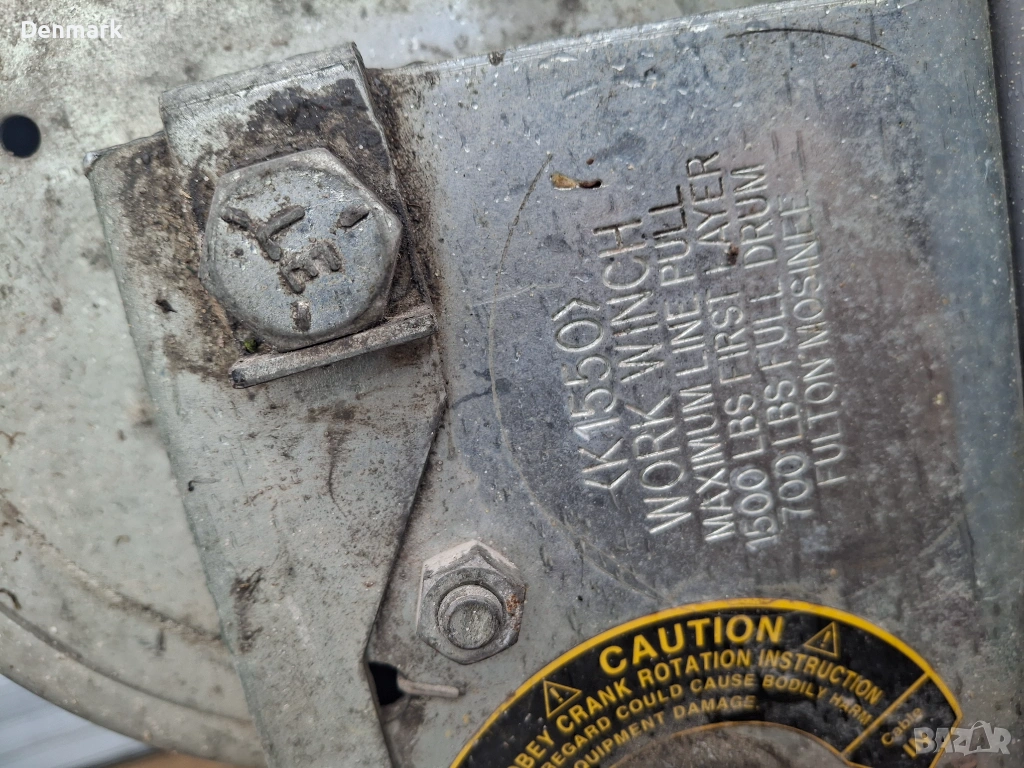 Denmark
<K1550>
WORK WINCH
MAXIMUM LINE PULL
1500 LBS FIRST LAYER
700 LBS FULL DRUM
FULTON MOSINEE
CAUTION
OBEY CRANK ROTATION INSTRUCTION
REGARD COULD CAUSE BODILY HARM
EQUIPMENT DAMAGE.
Cable
BAZAR